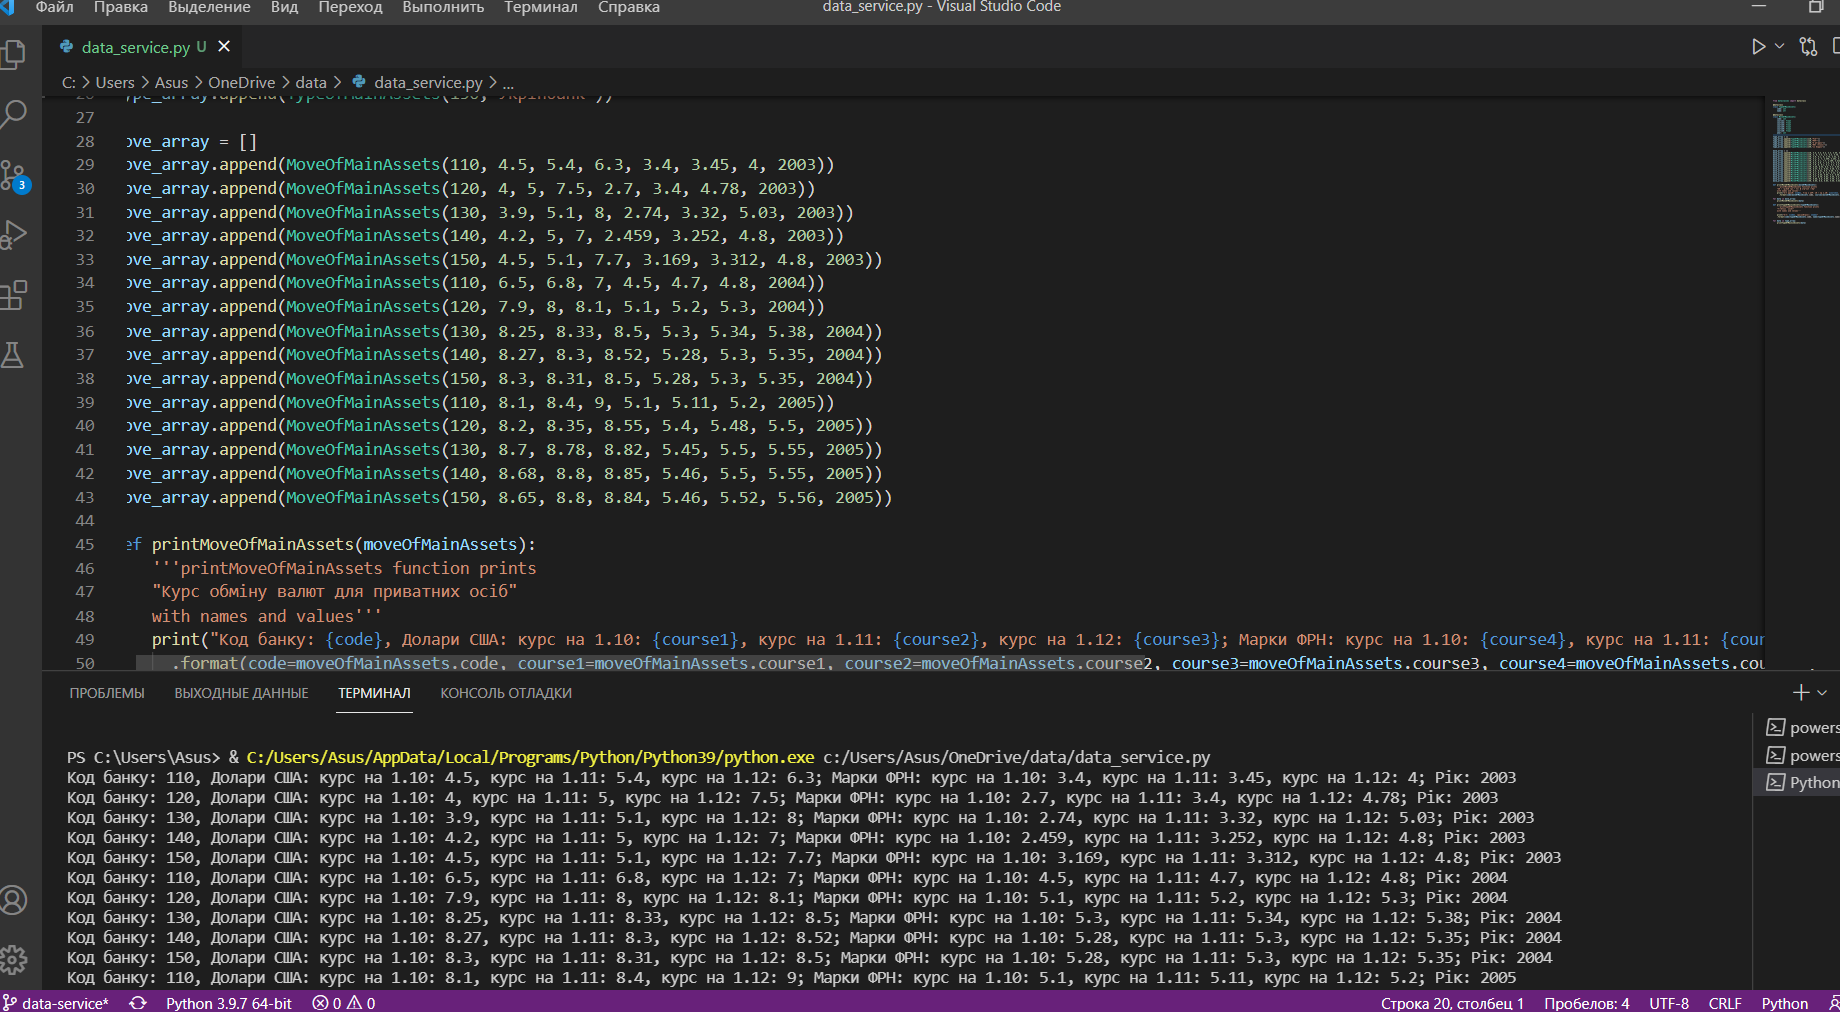 Файл Правка Выделение Вид Переход Выполнить Терминал Справка data_service.py - Visual Studio Code
data_service.py U
C: > Users > Asus > OneDrive > data > data_service.py > ...
27
28 ove_array = []
29 ove_array.append(MoveOfMainAssets(110, 4.5, 5.4, 6.3, 3.4, 3.45, 4, 2003))
30 ove_array.append(MoveOfMainAssets(120, 4, 5, 7.5, 2.7, 3.4, 4.78, 2003))
31 ove_array.append(MoveOfMainAssets(130, 3.9, 5.1, 8, 2.74, 3.32, 5.03, 2003))
32 ove_array.append(MoveOfMainAssets(140, 4.2, 5, 7, 2.459, 3.252, 4.8, 2003))
33 ove_array.append(MoveOfMainAssets(150, 4.5, 5.1, 7.7, 3.169, 3.312, 4.8, 2003))
34 ove_array.append(MoveOfMainAssets(110, 6.5, 6.8, 7, 4.5, 4.7, 4.8, 2004))
35 ove_array.append(MoveOfMainAssets(120, 7.9, 8, 8.1, 5.1, 5.2, 5.3, 2004))
36 ove_array.append(MoveOfMainAssets(130, 8.25, 8.33, 8.5, 5.3, 5.34, 5.38, 2004))
37 ove_array.append(MoveOfMainAssets(140, 8.27, 8.3, 8.52, 5.28, 5.3, 5.35, 2004))
38 ove_array.append(MoveOfMainAssets(150, 8.3, 8.31, 8.5, 5.28, 5.3, 5.35, 2004))
39 ove_array.append(MoveOfMainAssets(110, 8.1, 8.4, 9, 5.1, 5.11, 5.2, 2005))
40 ove_array.append(MoveOfMainAssets(120, 8.2, 8.35, 8.55, 5.4, 5.48, 5.5, 2005))
41 ove_array.append(MoveOfMainAssets(130, 8.7, 8.78, 8.82, 5.45, 5.5, 5.55, 2005))
42 ove_array.append(MoveOfMainAssets(140, 8.68, 8.8, 8.85, 5.46, 5.5, 5.55, 2005))
43 ove_array.append(MoveOfMainAssets(150, 8.65, 8.8, 8.84, 5.46, 5.52, 5.56, 2005))
44
45 ef printMoveOfMainAssets(moveOfMainAssets):
46 '''printMoveOfMainAssets function prints
47 "Курс обміну валют для приватних осіб"
48 with names and values'''
49 print("Код банку: {code}, Долари США: курс на 1.10: {course1}, курс на 1.11: {course2}, курс на 1.12: {course3}; Марки ФРН: курс на 1.10: {course4}, курс на 1.11: {cour
50 .format(code=moveOfMainAssets.code, course1=moveOfMainAssets.course1, course2=moveOfMainAssets.course2, course3=moveOfMainAssets.course3, course4=moveOfMainAssets.cou
ПРОБЛЕМЫ ВЫХОДНЫЕ ДАННЫЕ ТЕРМИНАЛ КОНСОЛЬ ОТЛАДКИ
powers
powers
Python
PS C:\Users\Asus> & C:/Users/Asus/AppData/Local/Programs/Python/Python39/python.exe c:/Users/Asus/OneDrive/data/data_service.py
Код банку: 110, Долари США: курс на 1.10: 4.5, курс на 1.11: 5.4, курс на 1.12: 6.3; Марки ФРН: курс на 1.10: 3.4, курс на 1.11: 3.45, курс на 1.12: 4; Рік: 2003
Код банку: 120, Долари США: курс на 1.10: 4, курс на 1.11: 5, курс на 1.12: 7.5; Марки ФРН: курс на 1.10: 2.7, курс на 1.11: 3.4, курс на 1.12: 4.78; Рік: 2003
Код банку: 130, Долари США: курс на 1.10: 3.9, курс на 1.11: 5.1, курс на 1.12: 8; Марки ФРН: курс на 1.10: 2.74, курс на 1.11: 3.32, курс на 1.12: 5.03; Рік: 2003
Код банку: 140, Долари США: курс на 1.10: 4.2, курс на 1.11: 5, курс на 1.12: 7; Марки ФРН: курс на 1.10: 2.459, курс на 1.11: 3.252, курс на 1.12: 4.8; Рік: 2003
Код банку: 150, Долари США: курс на 1.10: 4.5, курс на 1.11: 5.1, курс на 1.12: 7.7; Марки ФРН: курс на 1.10: 3.169, курс на 1.11: 3.312, курс на 1.12: 4.8; Рік: 2003
Код банку: 110, Долари США: курс на 1.10: 6.5, курс на 1.11: 6.8, курс на 1.12: 7; Марки ФРН: курс на 1.10: 4.5, курс на 1.11: 4.7, курс на 1.12: 4.8; Рік: 2004
Код банку: 120, Долари США: курс на 1.10: 7.9, курс на 1.11: 8, курс на 1.12: 8.1; Марки ФРН: курс на 1.10: 5.1, курс на 1.11: 5.2, курс на 1.12: 5.3; Рік: 2004
Код банку: 130, Долари США: курс на 1.10: 8.25, курс на 1.11: 8.33, курс на 1.12: 8.5; Марки ФРН: курс на 1.10: 5.3, курс на 1.11: 5.34, курс на 1.12: 5.38; Рік: 2004
Код банку: 140, Долари США: курс на 1.10: 8.27, курс на 1.11: 8.3, курс на 1.12: 8.52; Марки ФРН: курс на 1.10: 5.28, курс на 1.11: 5.3, курс на 1.12: 5.35; Рік: 2004
Код банку: 150, Долари США: курс на 1.10: 8.3, курс на 1.11: 8.31, курс на 1.12: 8.5; Марки ФРН: курс на 1.10: 5.28, курс на 1.11: 5.3, курс на 1.12: 5.35; Рік: 2004
Код банку: 110, Долари США: курс на 1.10: 8.1, курс на 1.11: 8.4, курс на 1.12: 9; Марки ФРН: курс на 1.10: 5.1, курс на 1.11: 5.11, курс на 1.12: 5.2; Рік: 2005
3
data-service* Python 3.9.7 64-bit 0 0 Строка 20, столбец 1 Пробелов: 4 UTF-8 CRLF Python